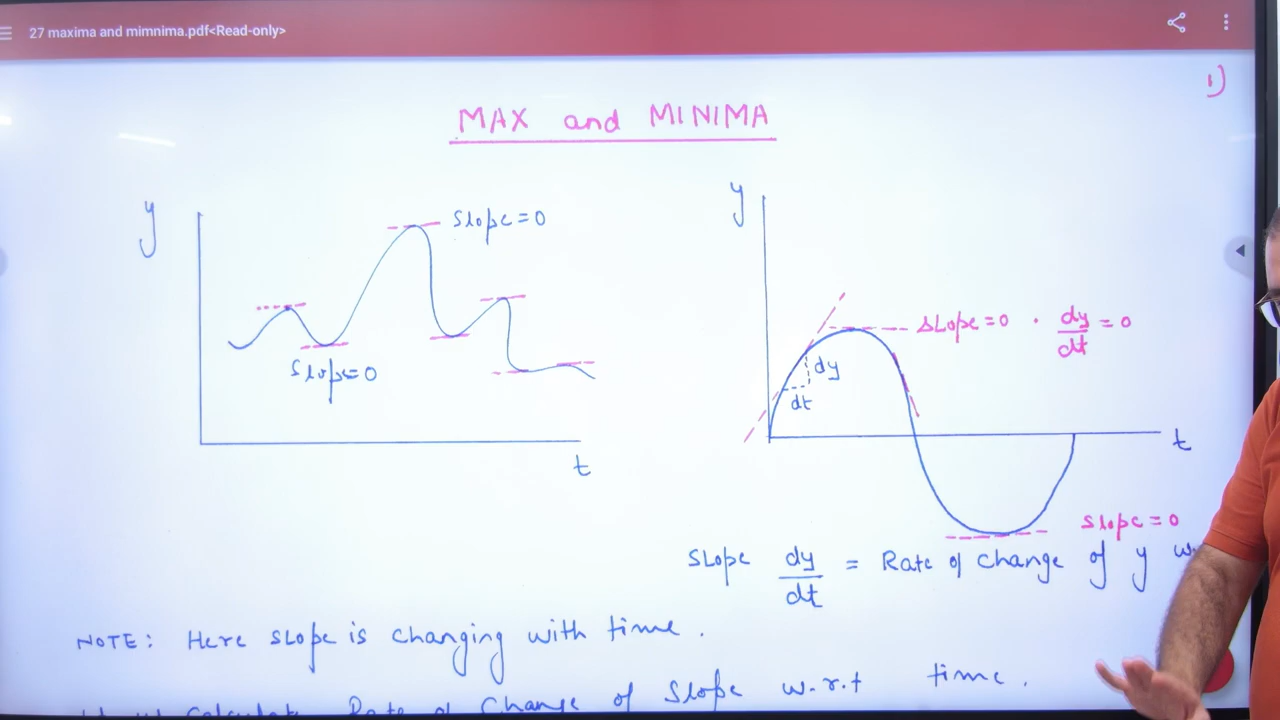 27 maxima and mimnima.pdf<Read-only>
1)
MAX and MINIMA
y
Slope=0
Slope=0
t
y
SLope=0 . dy/dt = 0
dy
dt
t
Slope=0
SLope dy/dt = Rate of change of y
NOTE: Here slope is changing with time.
Rate of Change of Slope w.r.t time.